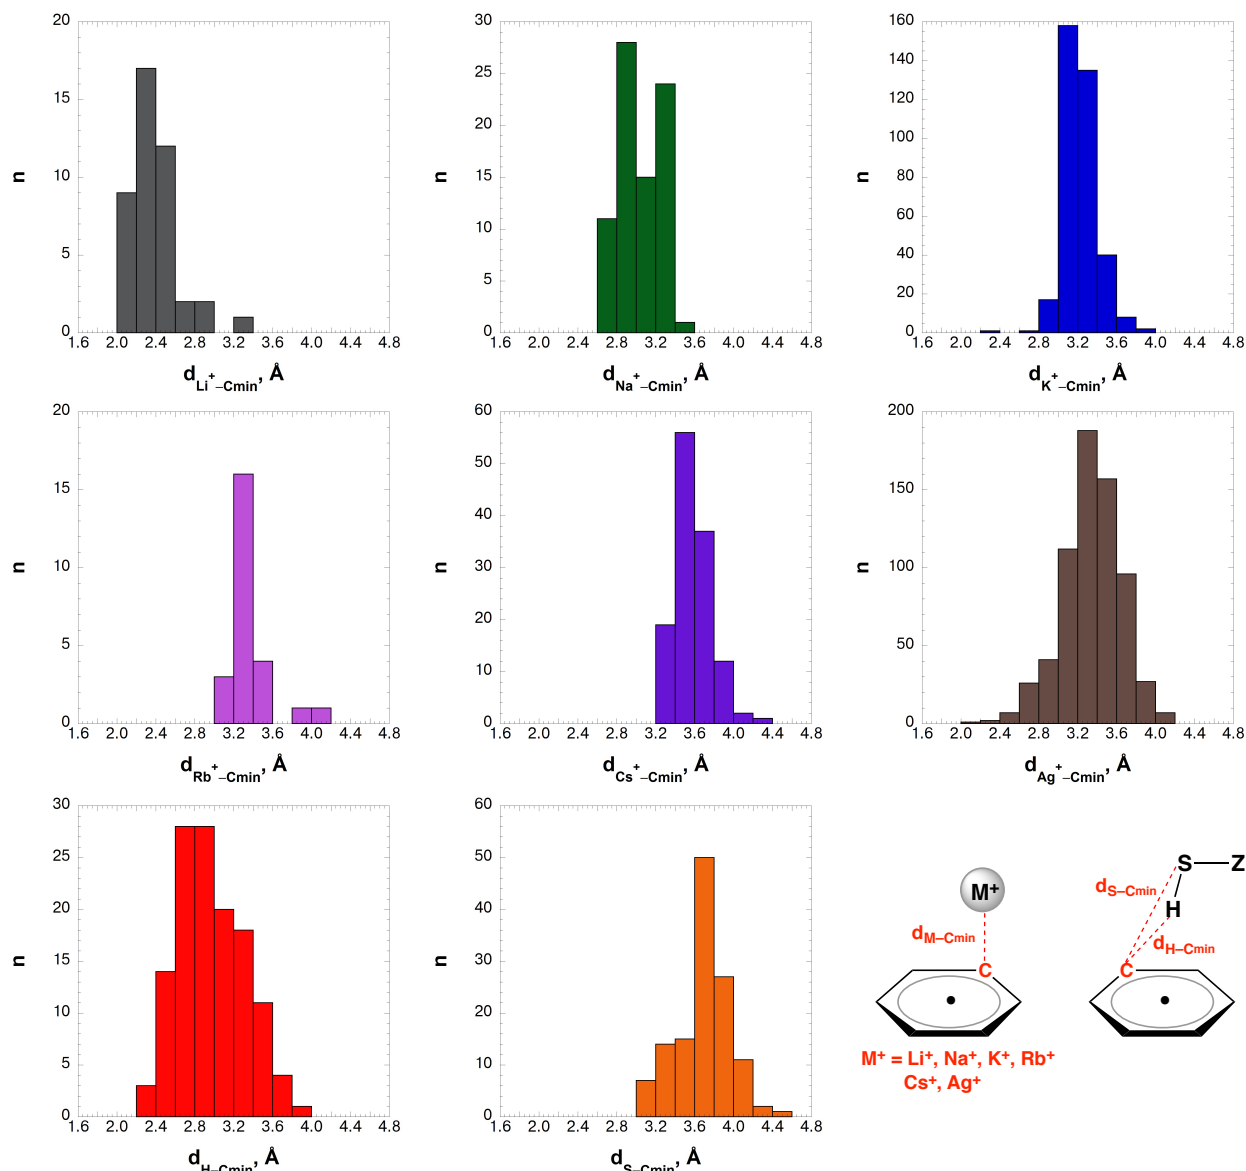 20
15
10
5
0
n
1.6 2.0 2.4 2.8 3.2 3.6 4.0 4.4 4.8
d Li⁺–Cmin, Å
30
25
20
15
10
5
0
n
1.6 2.0 2.4 2.8 3.2 3.6 4.0 4.4 4.8
d Na⁺–Cmin, Å
160
140
120
100
80
60
40
20
0
n
1.6 2.0 2.4 2.8 3.2 3.6 4.0 4.4 4.8
d K⁺–Cmin, Å
20
15
10
5
0
n
1.6 2.0 2.4 2.8 3.2 3.6 4.0 4.4 4.8
d Rb⁺–Cmin, Å
60
50
40
30
20
10
0
n
1.6 2.0 2.4 2.8 3.2 3.6 4.0 4.4 4.8
d Cs⁺–Cmin, Å
200
150
100
50
0
n
1.6 2.0 2.4 2.8 3.2 3.6 4.0 4.4 4.8
d Ag⁺–Cmin, Å
30
25
20
15
10
5
0
n
1.6 2.0 2.4 2.8 3.2 3.6 4.0 4.4 4.8
d H–Cmin, Å
60
50
40
30
20
10
0
n
1.6 2.0 2.4 2.8 3.2 3.6 4.0 4.4 4.8
d S–Cmin, Å
M⁺
d M–Cmin
C
M⁺ = Li⁺, Na⁺, K⁺, Rb⁺
Cs⁺, Ag⁺
S Z
d S–Cmin
H
d H–Cmin
C